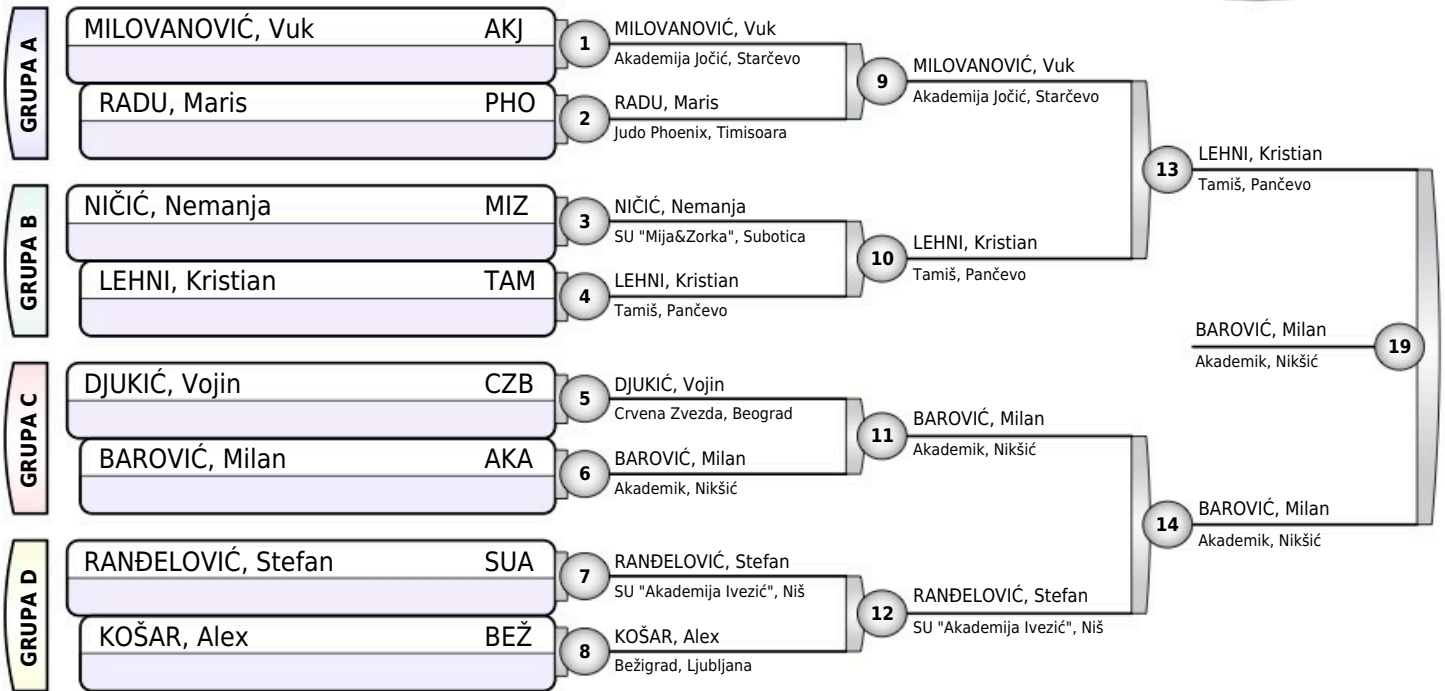 GRUPA A
MILOVANOVIĆ, Vuk AKJ
RADU, Maris PHO
GRUPA B
NIČIĆ, Nemanja MIZ
LEHNI, Kristian TAM
GRUPA C
DJUKIĆ, Vojin CZB
BAROVIĆ, Milan AKA
GRUPA D
RANĐELOVIĆ, Stefan SUA
KOŠAR, Alex BEŽ
1
MILOVANOVIĆ, Vuk
Akademija Jočić, Starčevo
2
RADU, Maris
Judo Phoenix, Timisoara
3
NIČIĆ, Nemanja
SU "Mija&Zorka", Subotica
4
LEHNI, Kristian
Tamiš, Pančevo
5
DJUKIĆ, Vojin
Crvena Zvezda, Beograd
6
BAROVIĆ, Milan
Akademik, Nikšić
7
RANĐELOVIĆ, Stefan
SU "Akademija Ivezić", Niš
8
KOŠAR, Alex
Bežigrad, Ljubljana
9
MILOVANOVIĆ, Vuk
Akademija Jočić, Starčevo
10
LEHNI, Kristian
Tamiš, Pančevo
11
BAROVIĆ, Milan
Akademik, Nikšić
12
RANĐELOVIĆ, Stefan
SU "Akademija Ivezić", Niš
13
LEHNI, Kristian
Tamiš, Pančevo
14
BAROVIĆ, Milan
Akademik, Nikšić
BAROVIĆ, Milan
Akademik, Nikšić
19